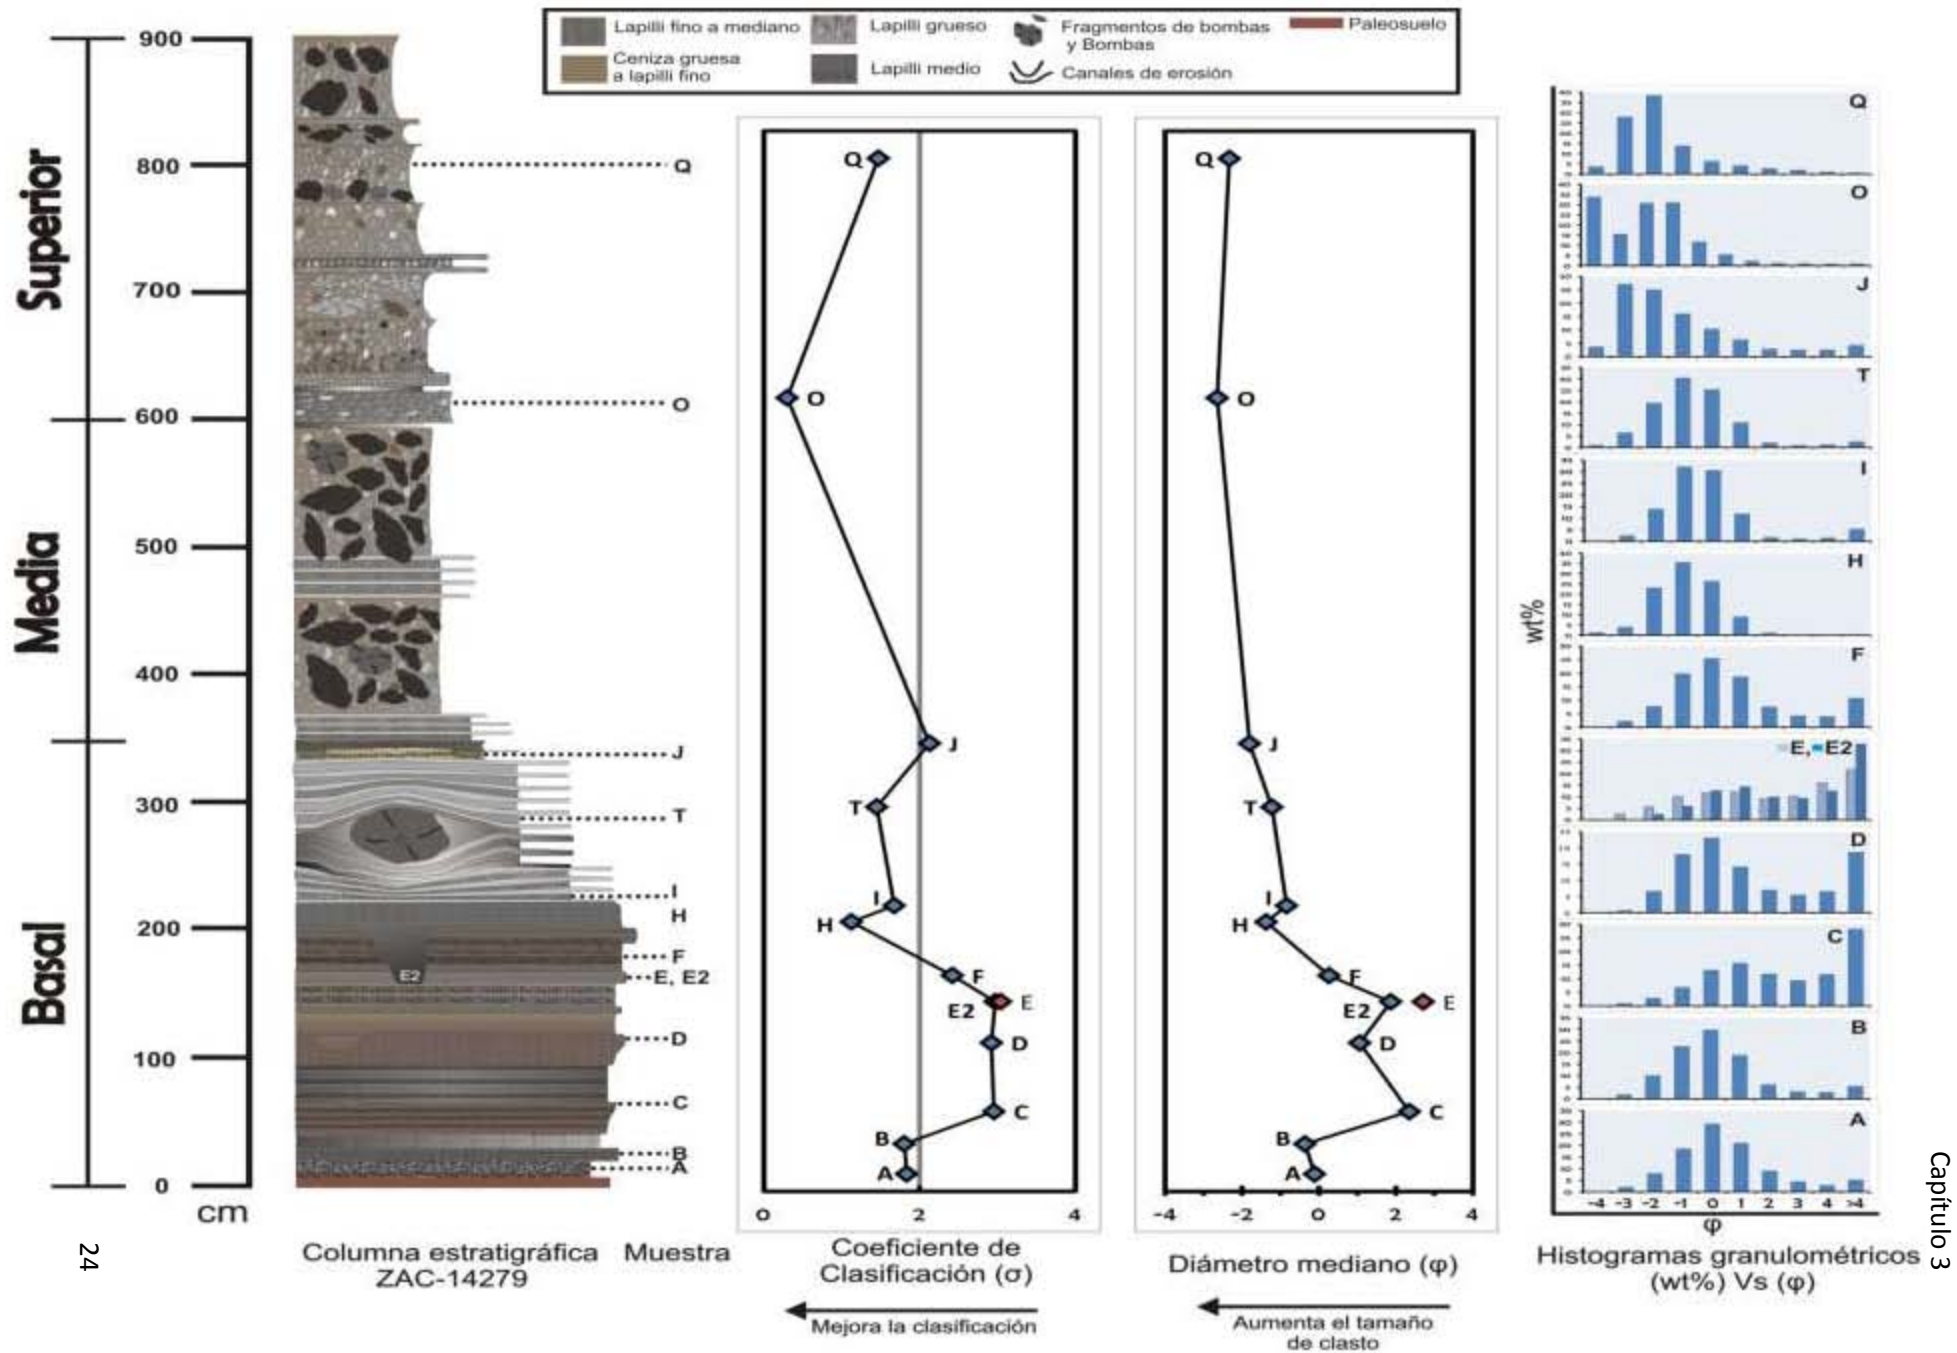 Lapilli fino a mediano
Lapilli grueso
Fragmentos de bombas
y Bombas
Paleosuelo
Ceniza gruesa
a lapilli fino
Lapilli medio
Canales de erosión
Superior
Media
Basal
900
800
700
600
500
400
300
200
100
0
cm
Q
O
J
T
I
H
F
E, E2
D
C
B
A
E2
Columna estratigráfica
ZAC-14279
Muestra
Q
O
J
T
I
H
F
E2
E
D
C
B
A
0 2 4
Coeficiente de
Clasificación (σ)
Mejora la clasificación
Q
O
J
T
I
H
F
E2
E
D
C
B
A
-4 -2 0 2 4
Diámetro mediano (φ)
Aumenta el tamaño
de clasto
wt%
Q
O
J
T
I
H
F
E, E2
D
C
B
A
-4 -3 -2 -1 0 1 2 3 4 >4
φ
Histogramas granulométricos
(wt%) Vs (φ)
Capítulo 3
24